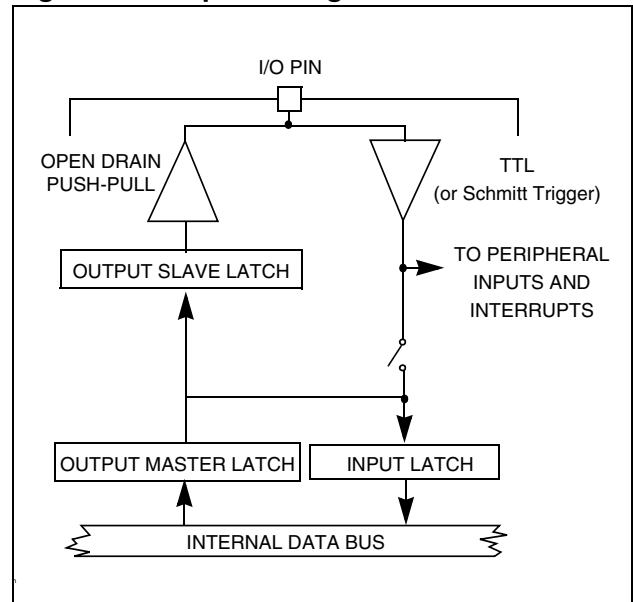 I/O PIN
OPEN DRAIN
PUSH-PULL
TTL
(or Schmitt Trigger)
OUTPUT SLAVE LATCH
TO PERIPHERAL
INPUTS AND
INTERRUPTS
OUTPUT MASTER LATCH
INPUT LATCH
INTERNAL DATA BUS